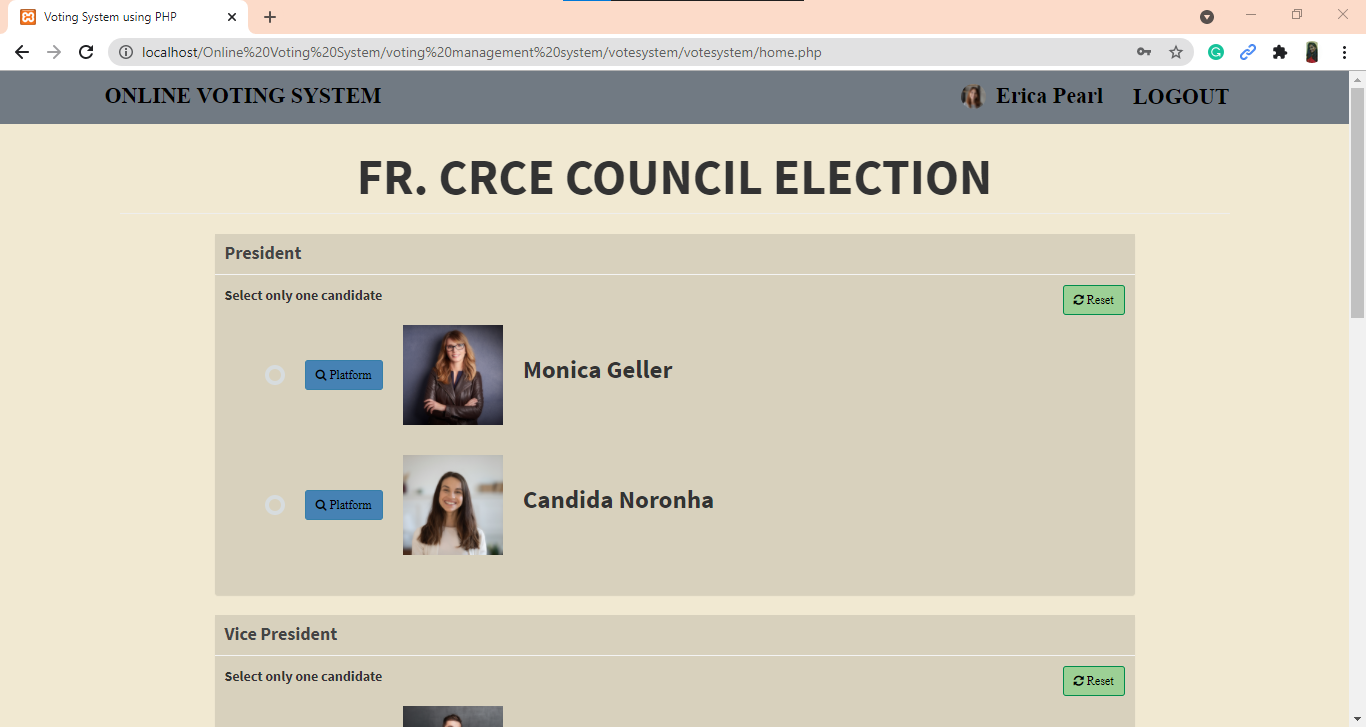 Voting System using PHP
localhost/Online%20Voting%20System/voting%20management%20system/votesystem/votesystem/home.php
ONLINE VOTING SYSTEM
Erica Pearl
LOGOUT
FR. CRCE COUNCIL ELECTION
President
Select only one candidate
Reset
Platform
Monica Geller
Platform
Candida Noronha
Vice President
Select only one candidate
Reset